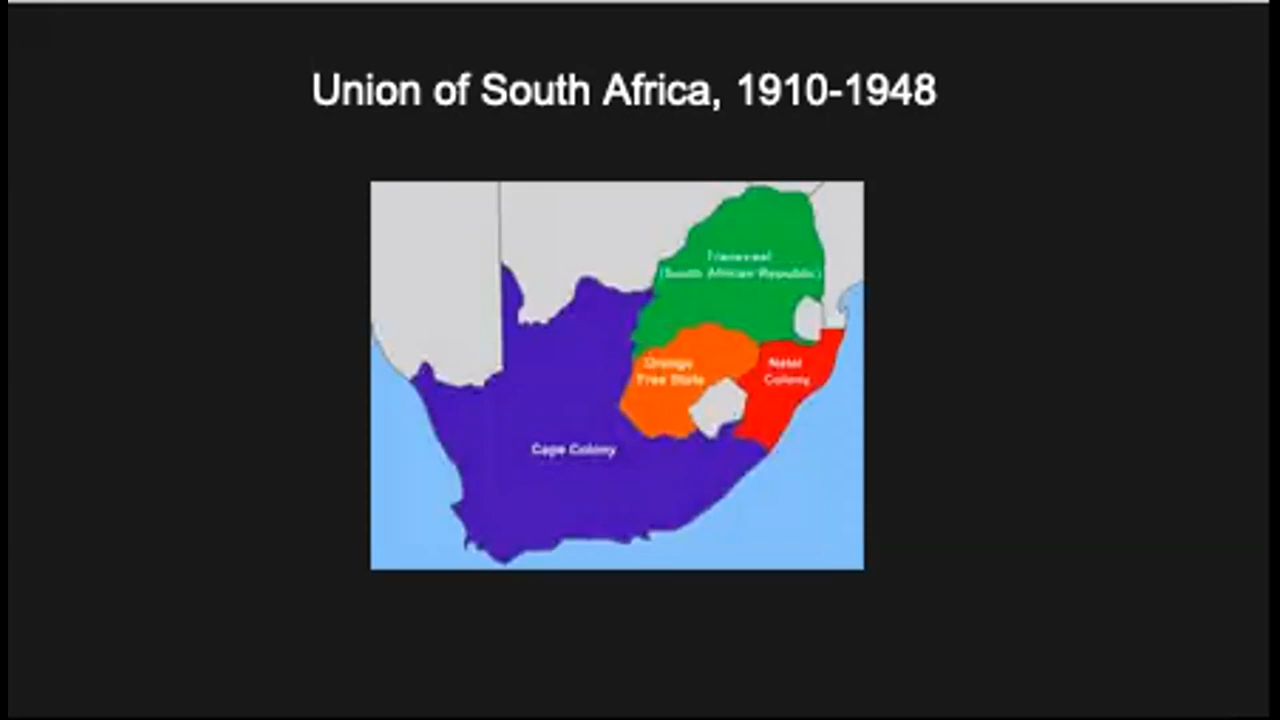 Union of South Africa, 1910-1948
Transvaal
(South African Republic)
Orange
Free State
Natal
Colony
Cape Colony